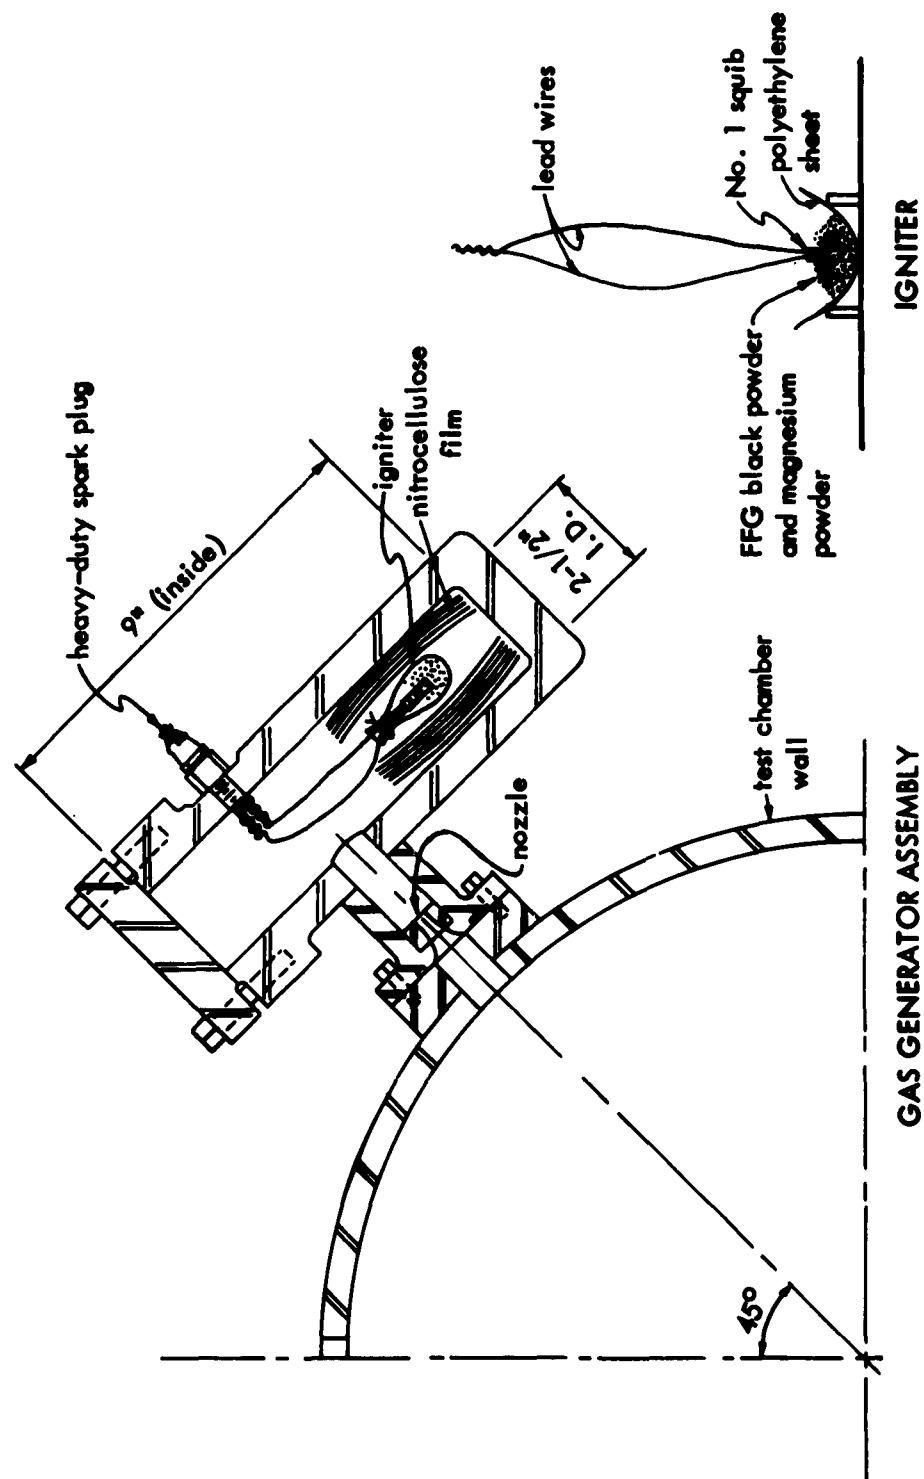 heavy-duty spark plug
9" (inside)
igniter
nitrocellulose
film
2-1/2"
I.D.
nozzle
test chamber
wall
45º
GAS GENERATOR ASSEMBLY
lead wires
No. 1 squib
polyethylene
sheet
FFG black powder
and magnesium
powder
IGNITER